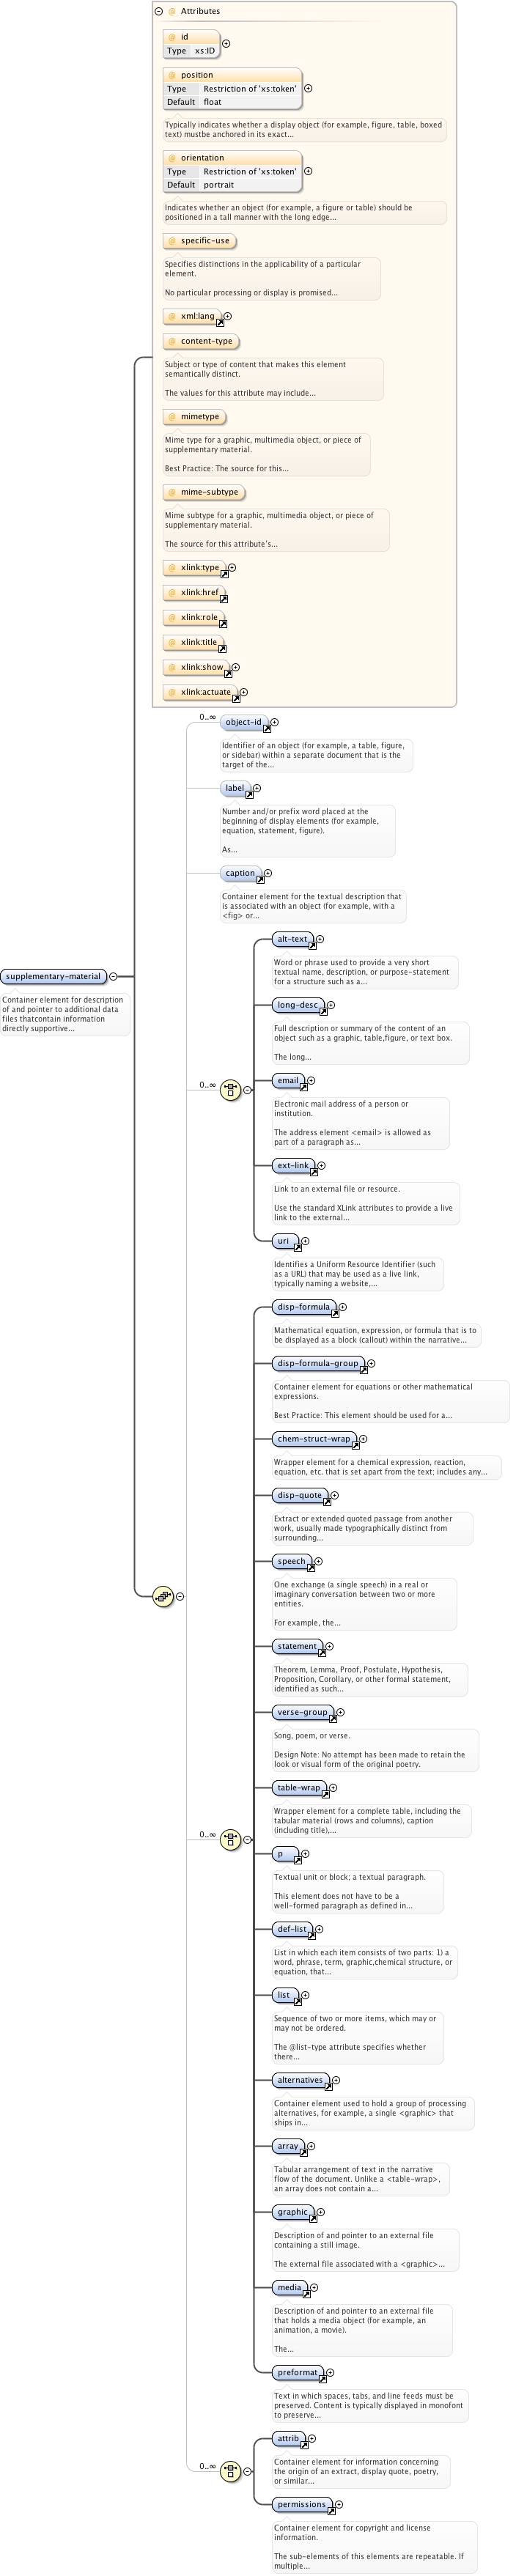 Attributes
id
Type xs:ID
position
Type Restriction of 'xs:token'
Default float
Typically indicates whether a display object (for example, figure, table, boxed
text) mustbe anchored in its exact...
orientation
Type Restriction of 'xs:token'
Default portrait
Indicates whether an object (for example, a figure or table) should be
positioned in a tall manner with the long edge...
specific-use
Specifies distinctions in the applicability of a particular
element.
No particular processing or display is promised...
xml:lang
content-type
Subject or type of content that makes this element
semantically distinct.
The values for this attribute may include...
mimetype
Mime type for a graphic, multimedia object, or piece of
supplementary material.
Best Practice: The source for this...
mime-subtype
Mime subtype for a graphic, multimedia object, or piece of
supplementary material.
The source for this attribute's...
xlink:type
xlink:href
xlink:role
xlink:title
xlink:show
xlink:actuate
0..∞
object-id
Identifier of an object (for example, a table, figure,
or sidebar) within a separate document that is the
target of the...
label
Number and/or prefix word placed at the
beginning of display elements (for example,
equation, statement, figure).
As...
caption
Container element for the textual description that
is associated with an object (for example, with a
<fig> or...
supplementary-material
Container element for description
of and pointer to additional data
files thatcontain information
directly supportive...
0..∞
alt-text
Word or phrase used to provide a very short
textual name, description, or purpose-statement
for a structure such as a...
long-desc
Full description or summary of the content of an
object such as a graphic, table,figure, or text box.
The long...
email
Electronic mail address of a person or
institution.
The address element <email> is allowed as
part of a paragraph as...
ext-link
Link to an external file or resource.
Use the standard XLink attributes to provide a live
link to the external...
uri
Identifies a Uniform Resource Identifier (such
as a URL) that may be used as a live link,
typically naming a website,...
0..∞
disp-formula
Mathematical equation, expression, or formula that is to
be displayed as a block (callout) within the narrative...
disp-formula-group
Container element for equations or other mathematical
expressions.
Best Practice: This element should be used for a...
chem-struct-wrap
Wrapper element for a chemical expression, reaction,
equation, etc. that is set apart from the text; includes any...
disp-quote
Extract or extended quoted passage from another
work, usually made typographically distinct from
surrounding...
speech
One exchange (a single speech) in a real or
imaginary conversation between two or more
entities.
For example, the...
statement
Theorem, Lemma, Proof, Postulate, Hypothesis,
Proposition, Corollary, or other formal statement,
identified as such...
verse-group
Song, poem, or verse.
Design Note: No attempt has been made to retain the
look or visual form of the original poetry.
table-wrap
Wrapper element for a complete table, including the
tabular material (rows and columns), caption
(including title),...
p
Textual unit or block; a textual paragraph.
This element does not have to be a
well-formed paragraph as defined in...
def-list
List in which each item consists of two parts: 1) a
word, phrase, term, graphic,chemical structure, or
equation, that...
list
Sequence of two or more items, which may or
may not be ordered.
The @list-type attribute specifies whether
there...
alternatives
Container element used to hold a group of processing
alternatives, for example, a single <graphic> that
ships in...
array
Tabular arrangement of text in the narrative
flow of the document. Unlike a <table-wrap>,
an array does not contain a...
graphic
Description of and pointer to an external file
containing a still image.
The external file associated with a <graphic>...
media
Description of and pointer to an external file
that holds a media object (for example, an
animation, a movie).
The...
preformat
Text in which spaces, tabs, and line feeds must be
preserved. Content is typically displayed in monofont
to preserve...
0..∞
attrib
Container element for information concerning
the origin of an extract, display quote, poetry,
or similar...
permissions
Container element for copyright and license
information.
The sub-elements of this elements are repeatable. If
multiple...